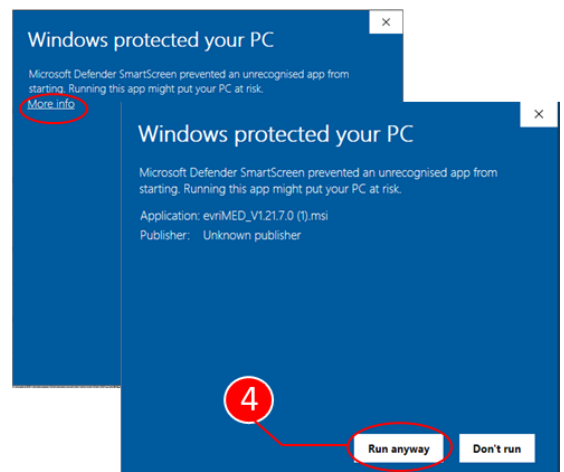 Windows protected your PC
Microsoft Defender SmartScreen prevented an unrecognised app from
starting. Running this app might put your PC at risk.
More info
Windows protected your PC
Microsoft Defender SmartScreen prevented an unrecognised app from
starting. Running this app might put your PC at risk.
Application: evriMED_V1.21.7.0 (1).msi
Publisher: Unknown publisher
4
Run anyway Don't run